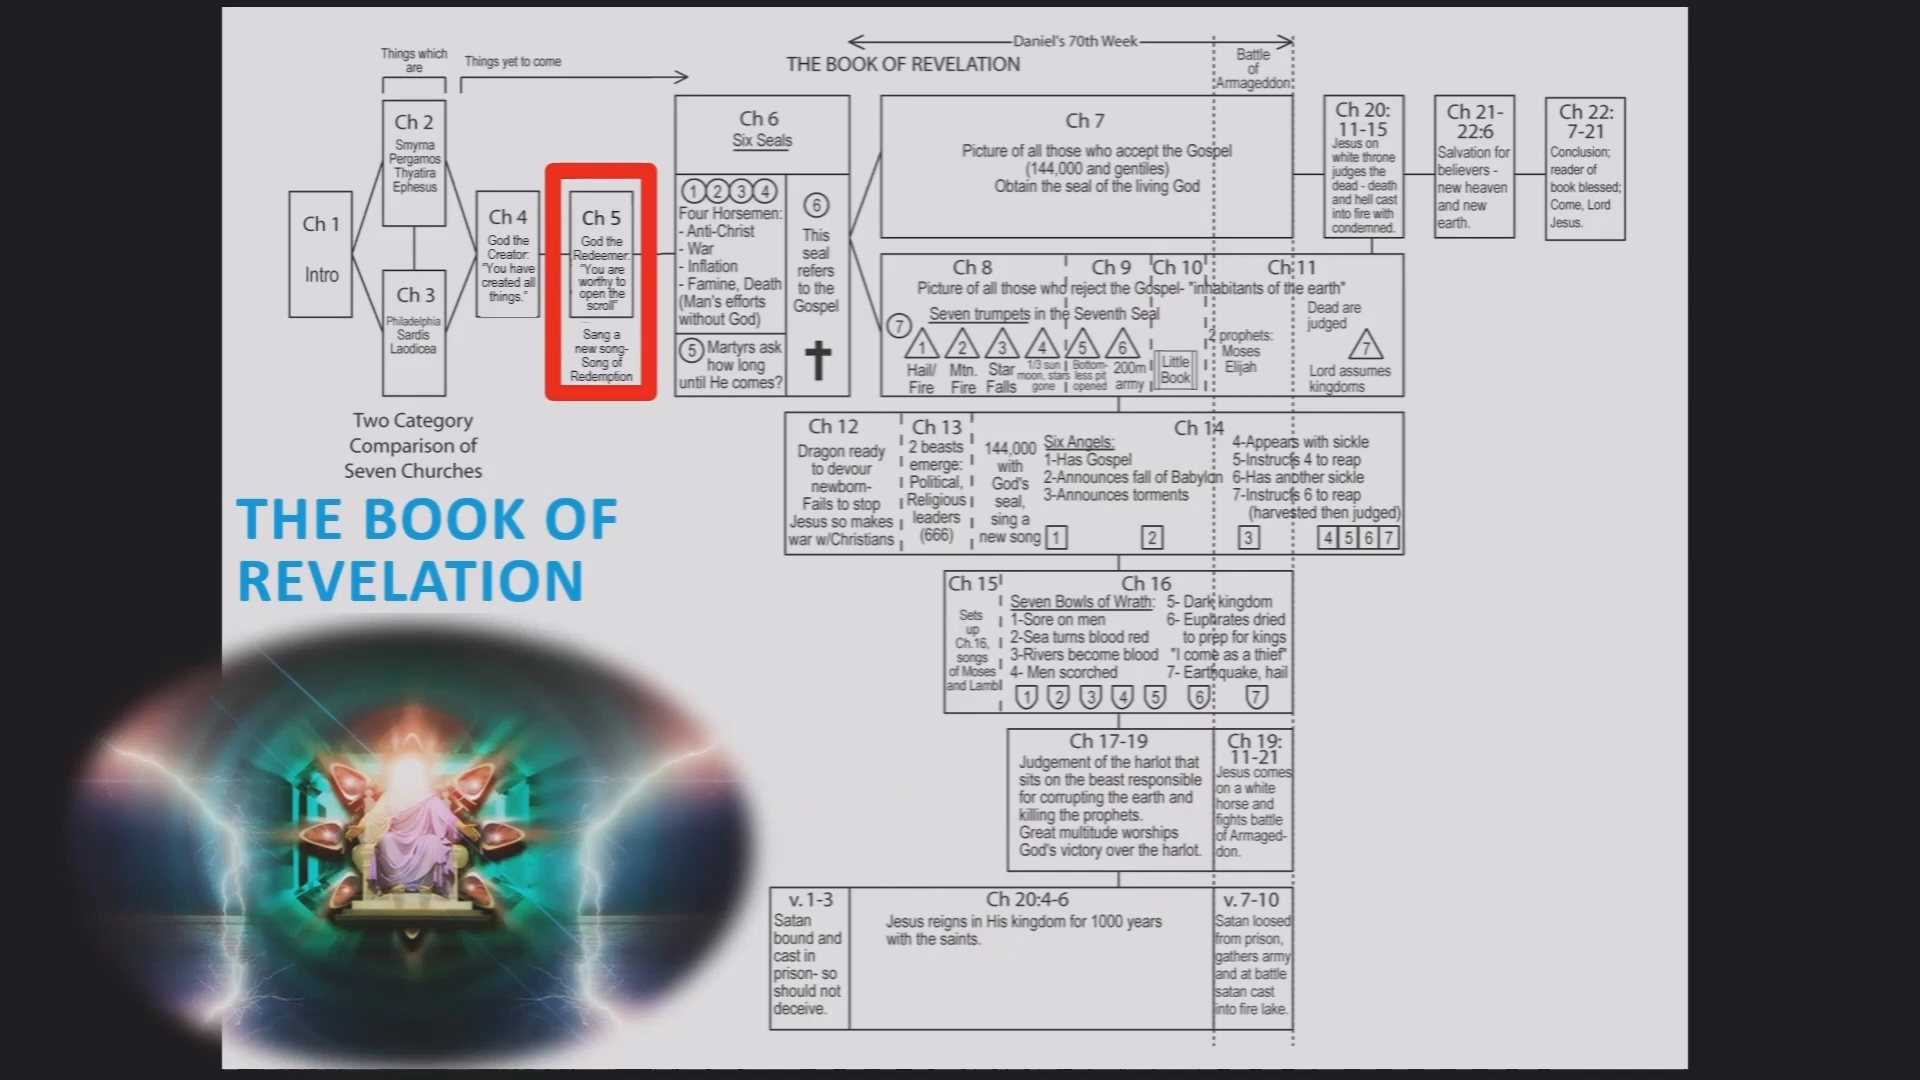 Daniel's 70th Week
THE BOOK OF REVELATION
Battle
of
Armageddon
Things which
are
Things yet to come
Ch 1
Intro
Ch 2
Smyrna
Pergamos
Thyatira
Ephesus
Ch 3
Philadelphia
Sardis
Laodicea
Two Category
Comparison of
Seven Churches
Ch 4
God the
Creator:
"You have
created all
things."
Ch 5
God the
Redeemer:
"You are
worthy to
open the
scroll"
Sang a
new song-
Song of
Redemption
Ch 6
Six Seals
1 2 3 4
Four Horsemen:
- Anti-Christ
- War
- Inflation
- Famine, Death
(Man's efforts
without God)
5 Martyrs ask
how long
until He comes?
6
This
seal
refers
to the
Gospel
Ch 7
Picture of all those who accept the Gospel
(144,000 and gentiles)
Obtain the seal of the living God
Ch 20:
11-15
Jesus on
white throne
judges the
dead - death
and hell cast
into fire with
condemned.
Ch 21-
22:6
Salvation for
believers -
new heaven
and new
earth.
Ch 22:
7-21
Conclusion;
reader of
book blessed;
Come, Lord
Jesus.
Ch 8 Ch 9 Ch 10 Ch 11
Picture of all those who reject the Gospel- "inhabitants of the earth"
Seven trumpets in the Seventh Seal
7
1 2 3 4 5 6
Hail/
Fire
Mtn.
Fire
Star
Falls
1/3 sun
moon, stars
gone
Bottom-
less pit
opened
200m
army
Little
Book
2 prophets:
Moses
Elijah
Dead are
judged
7
Lord assumes
kingdoms
Ch 12
Dragon ready
to devour
newborn-
Fails to stop
Jesus so makes
war w/Christians
Ch 13
2 beasts
emerge:
Political,
Religious
leaders
(666)
Ch 14
144,000
with
God's
seal,
sing a
new song
Six Angels:
1-Has Gospel
2-Announces fall of Babylon
3-Announces torments
4-Appears with sickle
5-Instructs 4 to reap
6-Has another sickle
7-Instructs 6 to reap
(harvested then judged)
1 2 3 4 5 6 7
Ch 15
Sets
up
Ch.16,
songs
of Moses
and Lamb
Ch 16
Seven Bowls of Wrath:
1-Sore on men
2-Sea turns blood red
3-Rivers become blood
4- Men scorched
5- Dark kingdom
6- Euphrates dried
to prep for kings
"I come as a thief"
7- Earthquake, hail
1 2 3 4 5 6 7
Ch 17-19
Judgement of the harlot that
sits on the beast responsible
for corrupting the earth and
killing the prophets.
Great multitude worships
God's victory over the harlot.
Ch 19:
11-21
Jesus comes
on a white
horse and
fights battle
of Armaged-
don.
v. 1-3
Satan
bound and
cast in
prison- so
should not
deceive.
Ch 20:4-6
Jesus reigns in His kingdom for 1000 years
with the saints.
v. 7-10
Satan loosed
from prison,
gathers army
and at battle
satan cast
into fire lake.
THE BOOK OF
REVELATION